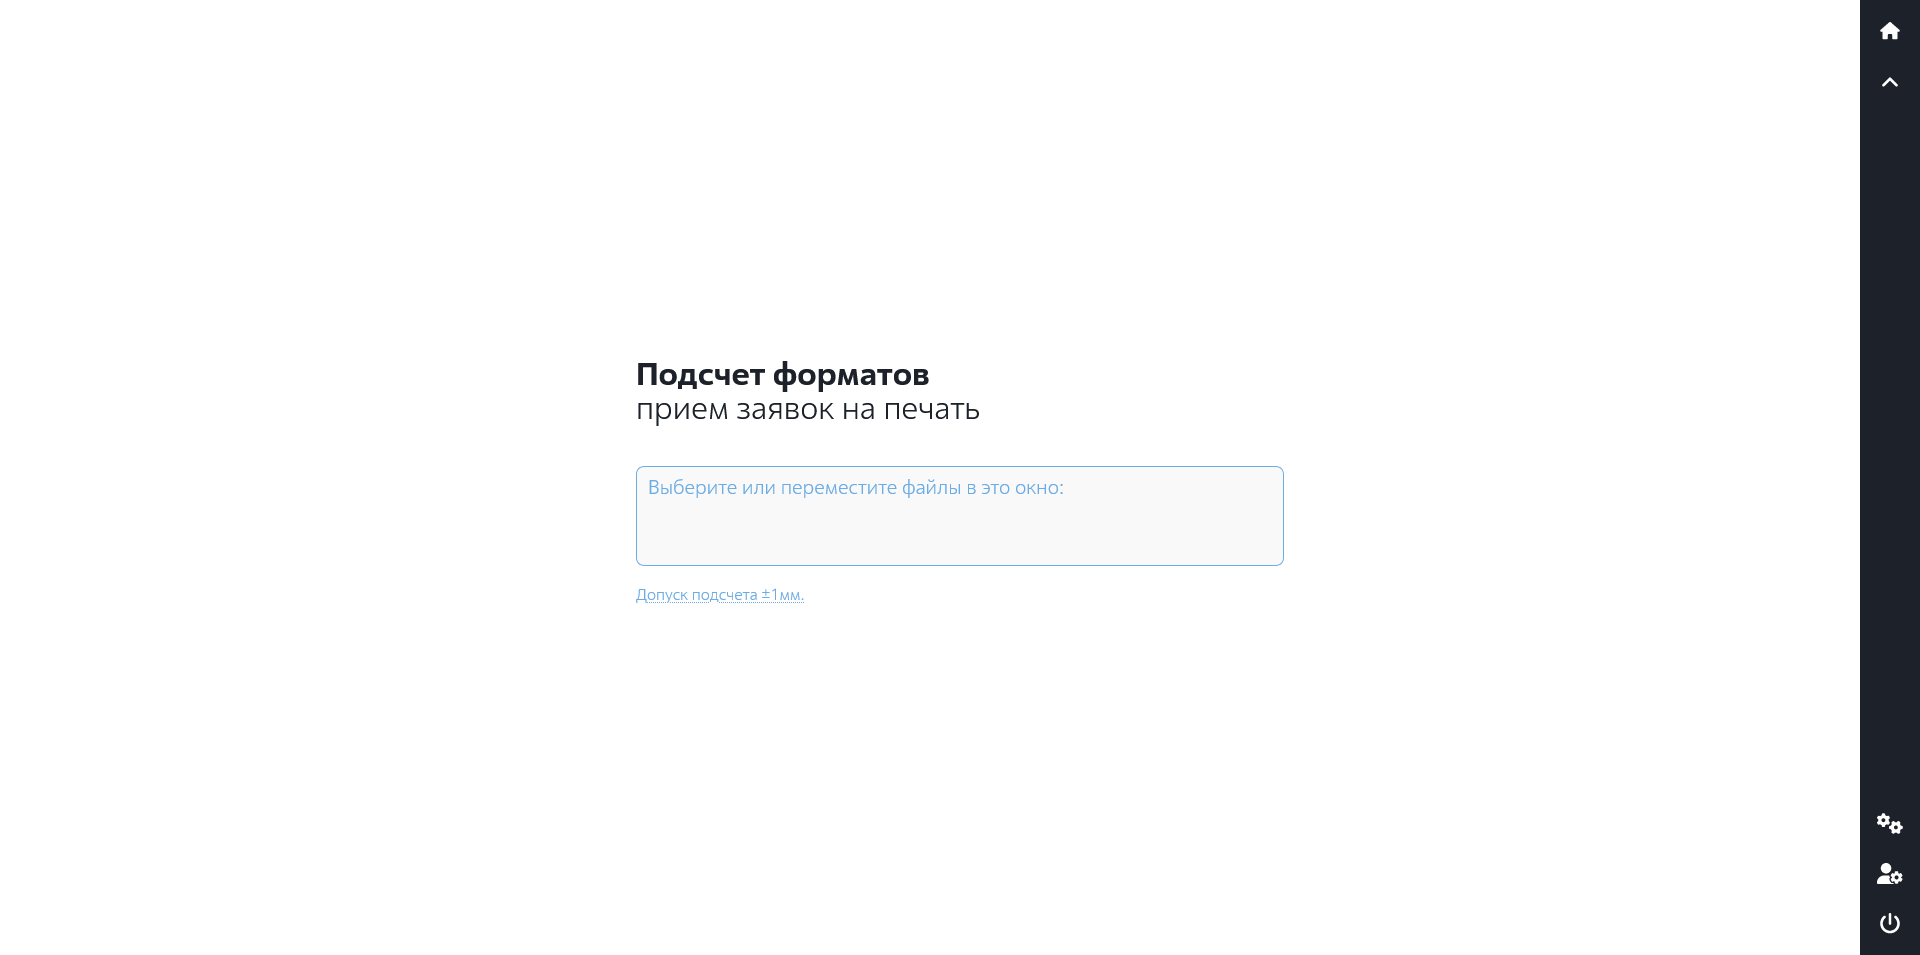 Подсчет форматов
прием заявок на печать
Выберите или переместите файлы в это окно:
Допуск подсчета ±1мм.